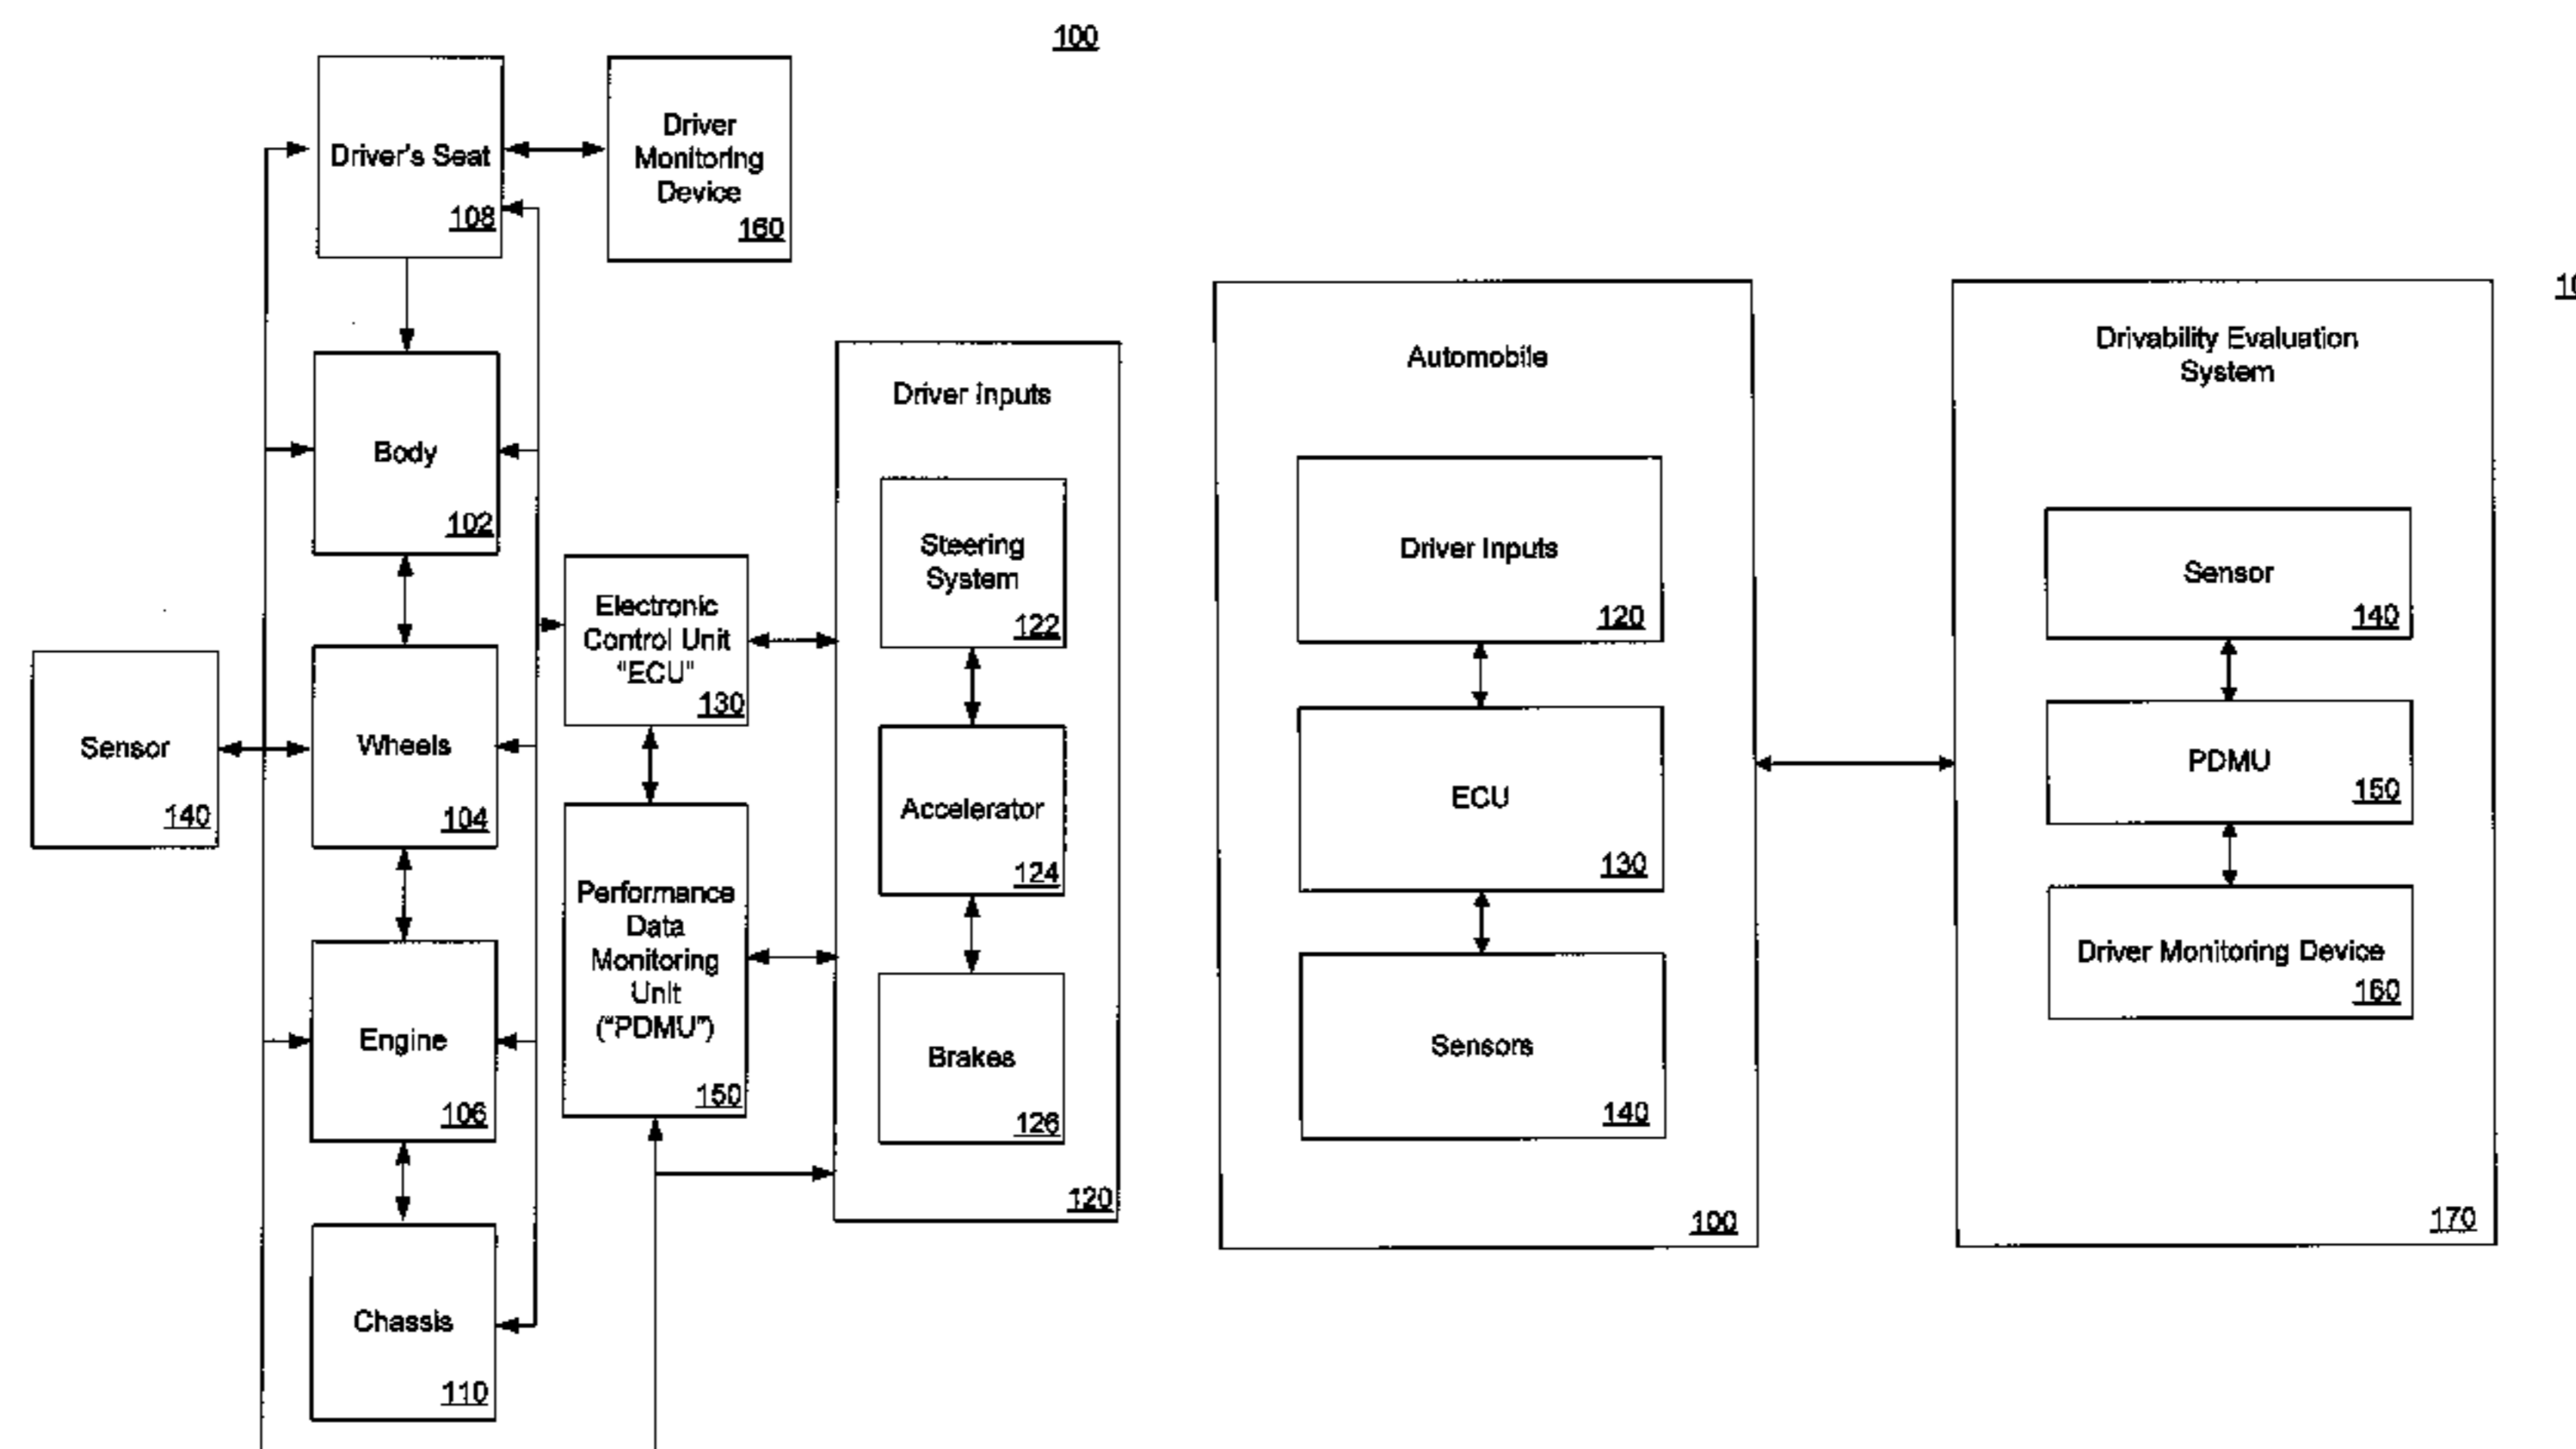 100
Driver's Seat
108
Driver
Monitoring
Device
160
Body
102
Sensor
140
Wheels
104
Engine
106
Chassis
110
Electronic
Control Unit
"ECU"
130
Performance
Data
Monitoring
Unit
("PDMU")
150
Driver Inputs
Steering
System
122
Accelerator
124
Brakes
126
120
Automobile
Driver Inputs
120
ECU
130
Sensors
140
100
Drivability Evaluation
System
Sensor
140
PDMU
150
Driver Monitoring Device
160
170